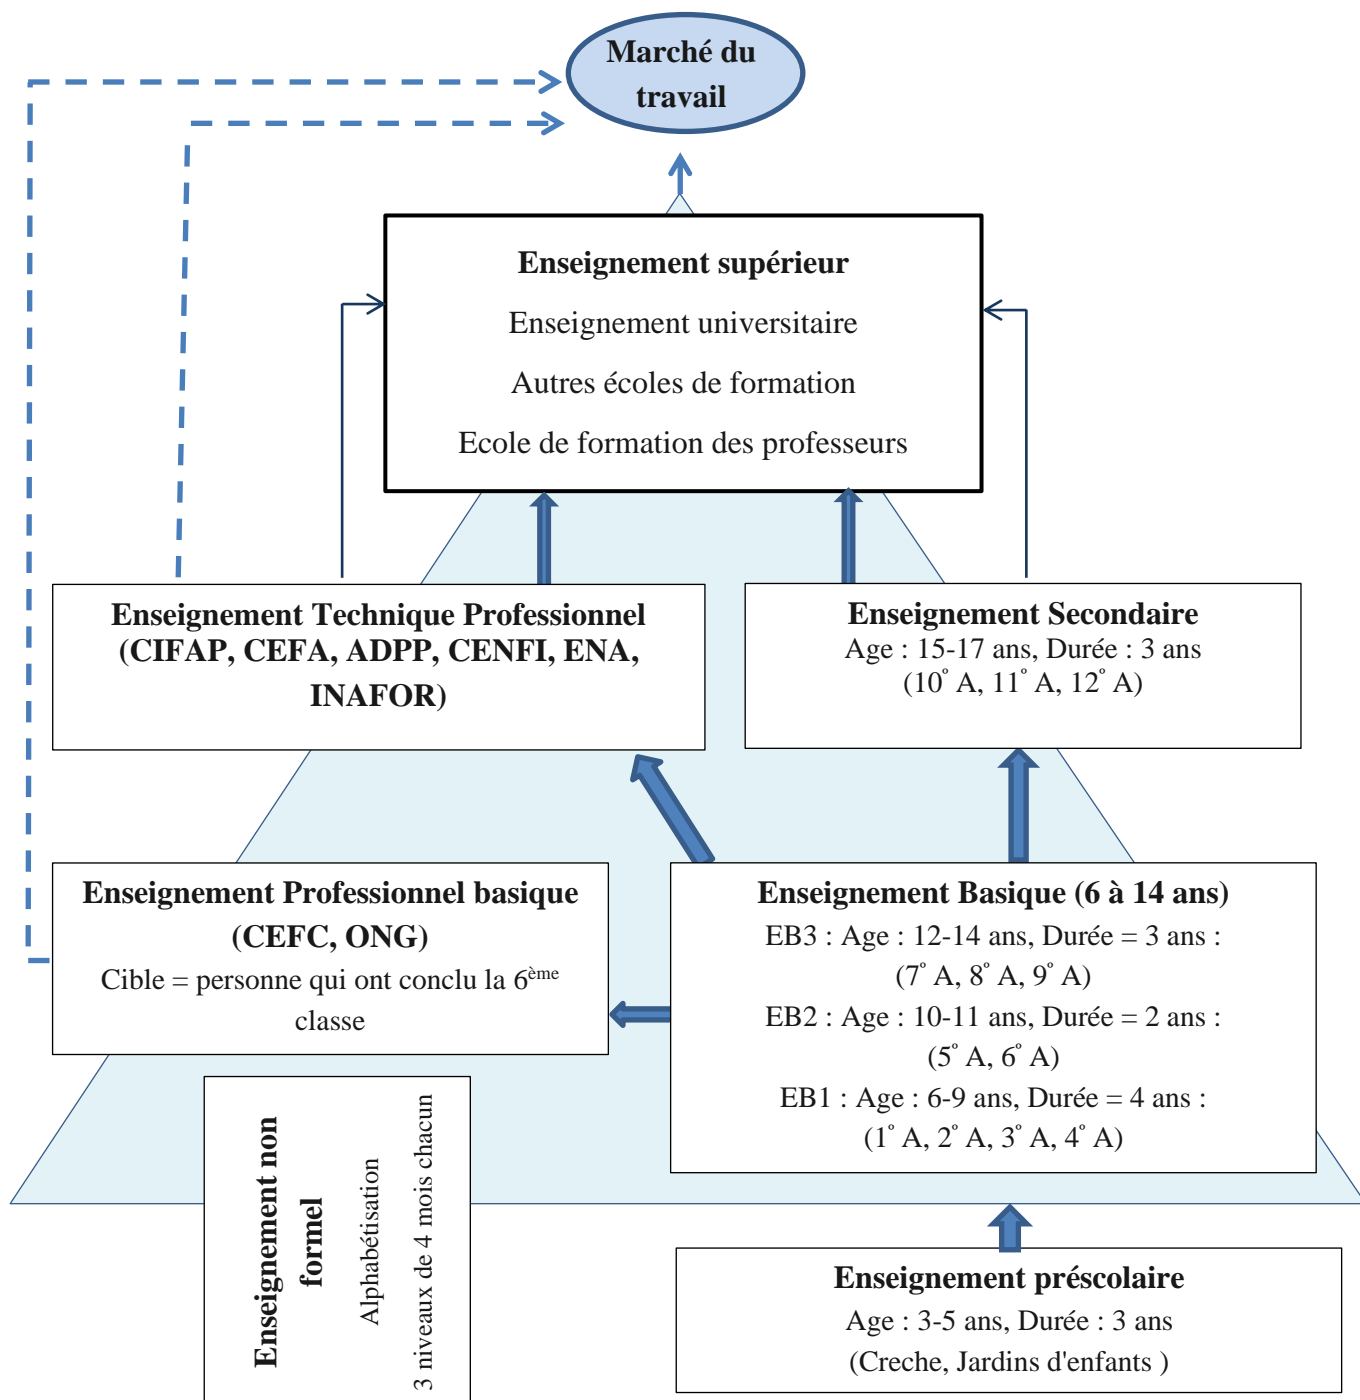 Marché du
travail
Enseignement supérieur
Enseignement universitaire
Autres écoles de formation
Ecole de formation des professeurs
Enseignement Technique Professionnel
(CIFAP, CEFA, ADPP, CENFI, ENA,
INAFOR)
Enseignement Secondaire
Age : 15-17 ans, Durée : 3 ans
(10° A, 11° A, 12° A)
Enseignement Professionnel basique
(CEFC, ONG)
Cible = personne qui ont conclu la 6ème
classe
Enseignement Basique (6 à 14 ans)
EB3 : Age : 12-14 ans, Durée = 3 ans :
(7° A, 8° A, 9° A)
EB2 : Age : 10-11 ans, Durée = 2 ans :
(5° A, 6° A)
EB1 : Age : 6-9 ans, Durée = 4 ans :
(1° A, 2° A, 3° A, 4° A)
Enseignement non
formel
Alphabétisation
3 niveaux de 4 mois chacun
Enseignement préscolaire
Age : 3-5 ans, Durée : 3 ans
(Creche, Jardins d'enfants )